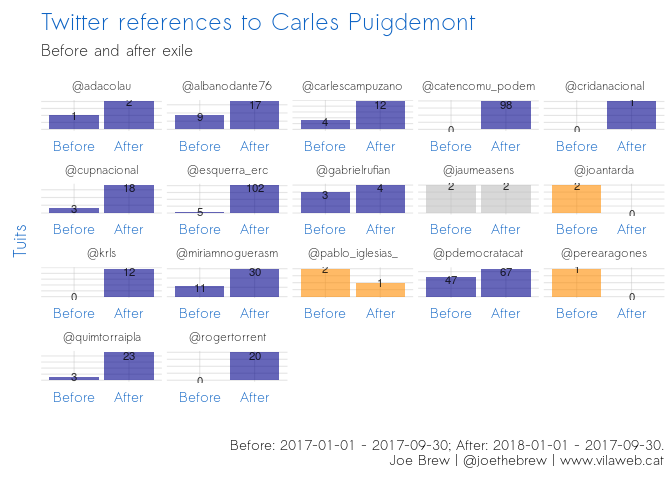 Twitter references to Carles Puigdemont
Before and after exile
Tuits
@adacolau @albanodante76 @carlescampuzano @catencomu_podem @cridanacional
1 2 9 17 4 12 0 98 0 1
Before After Before After Before After Before After Before After
@cupnacional @esquerra_erc @gabrielrufian @jaumeasens @joantarda
3 18 5 102 3 4 2 2 2 0
Before After Before After Before After Before After Before After
@krls @miriamnoguerasm @pablo_iglesias_ @pdemocratacat @perearagones
0 12 11 30 2 1 47 67 1 0
Before After Before After Before After Before After Before After
@quimtorraipla @rogertorrent
3 23 0 20
Before After Before After
Before: 2017-01-01 - 2017-09-30; After: 2018-01-01 - 2017-09-30.
Joe Brew | @joethebrew | www.vilaweb.cat